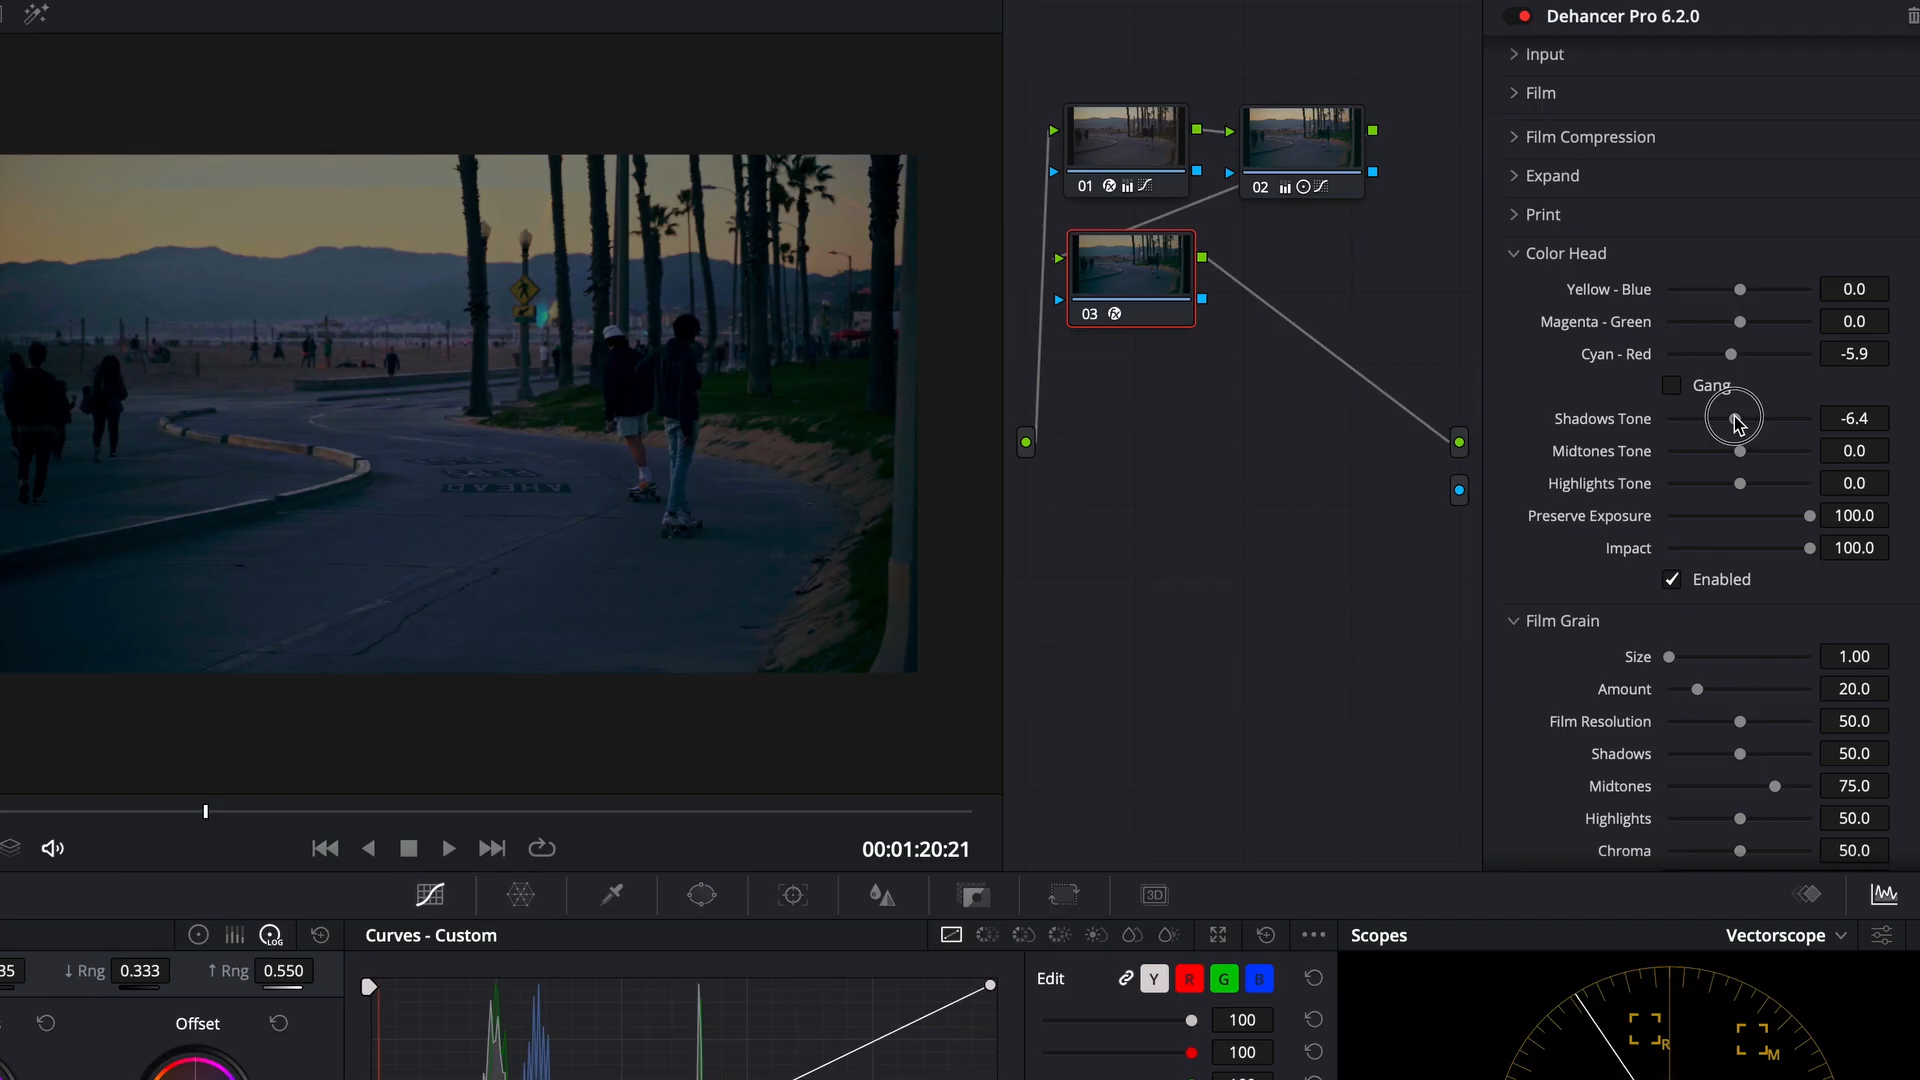 Dehancer Pro 6.2.0
Input
Film
Film Compression
Expand
Print
Color Head
Yellow - Blue 0.0
Magenta - Green 0.0
Cyan - Red -5.9
Gang
Shadows Tone -6.4
Midtones Tone 0.0
Highlights Tone 0.0
Preserve Exposure 100.0
Impact 100.0
Enabled
Film Grain
Size 1.00
Amount 20.0
Film Resolution 50.0
Shadows 50.0
Midtones 75.0
Highlights 50.0
Chroma 50.0
01
02
03
AHEAD
00:01:20:21
3D
LOG
Curves - Custom
Scopes
Vectorscope
35
Rng 0.333
Rng 0.550
Offset
Edit
Y R G B
100
100
R
M